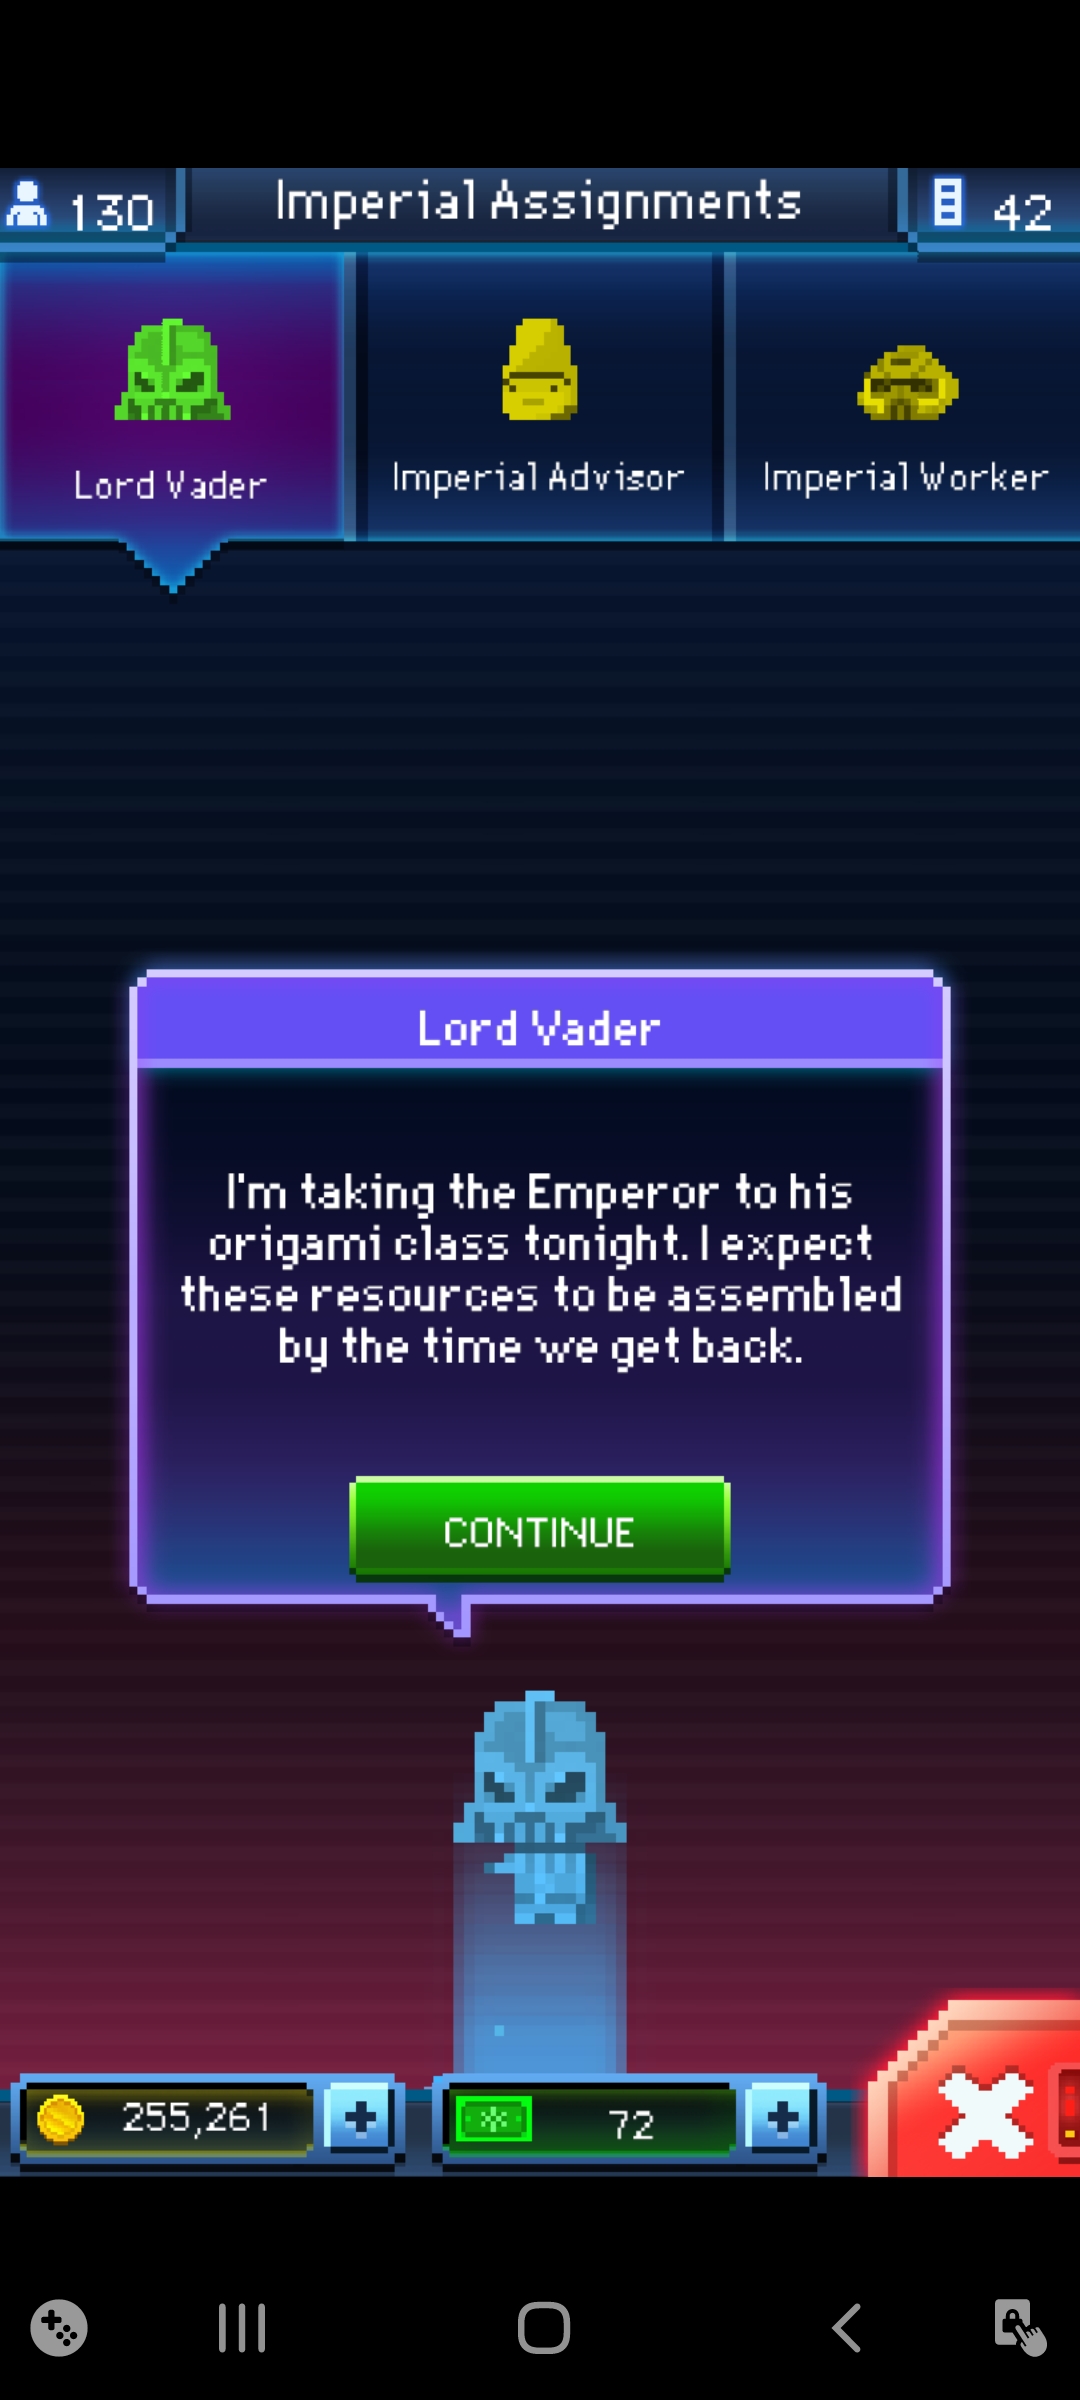 130
Imperial Assignments
42
Lord Vader
Imperial Advisor
Imperial Worker
Lord Vader
I'm taking the Emperor to his
origami class tonight. I expect
these resources to be assembled
by the time we get back.
CONTINUE
255,261
72